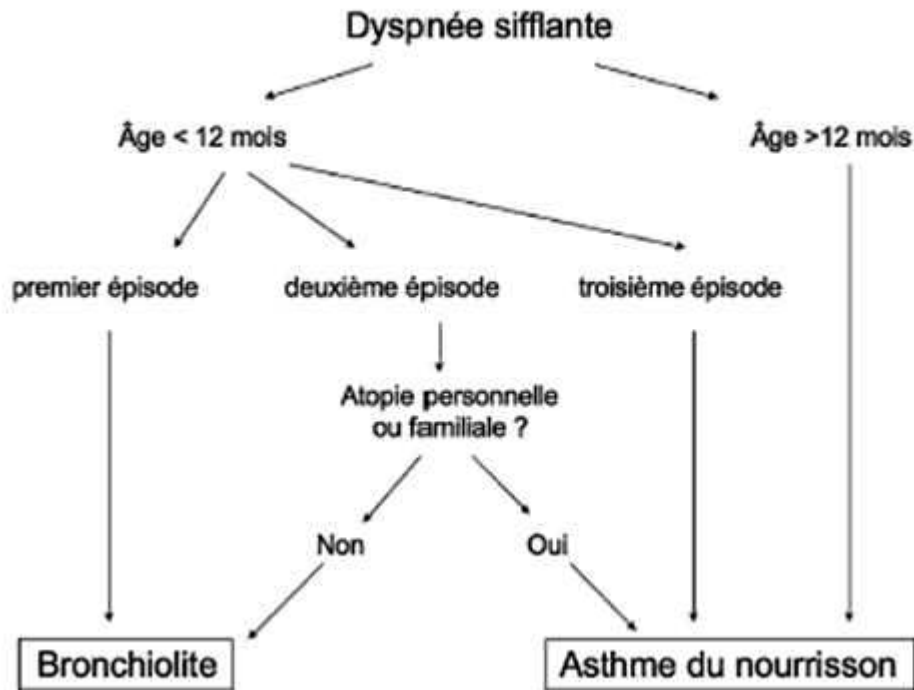 Dyspnée sifflante
Âge < 12 mois
Âge >12 mois
premier épisode
deuxième épisode
troisième épisode
Atopie personnelle
ou familiale ?
Non
Oui
Bronchiolite
Asthme du nourrisson